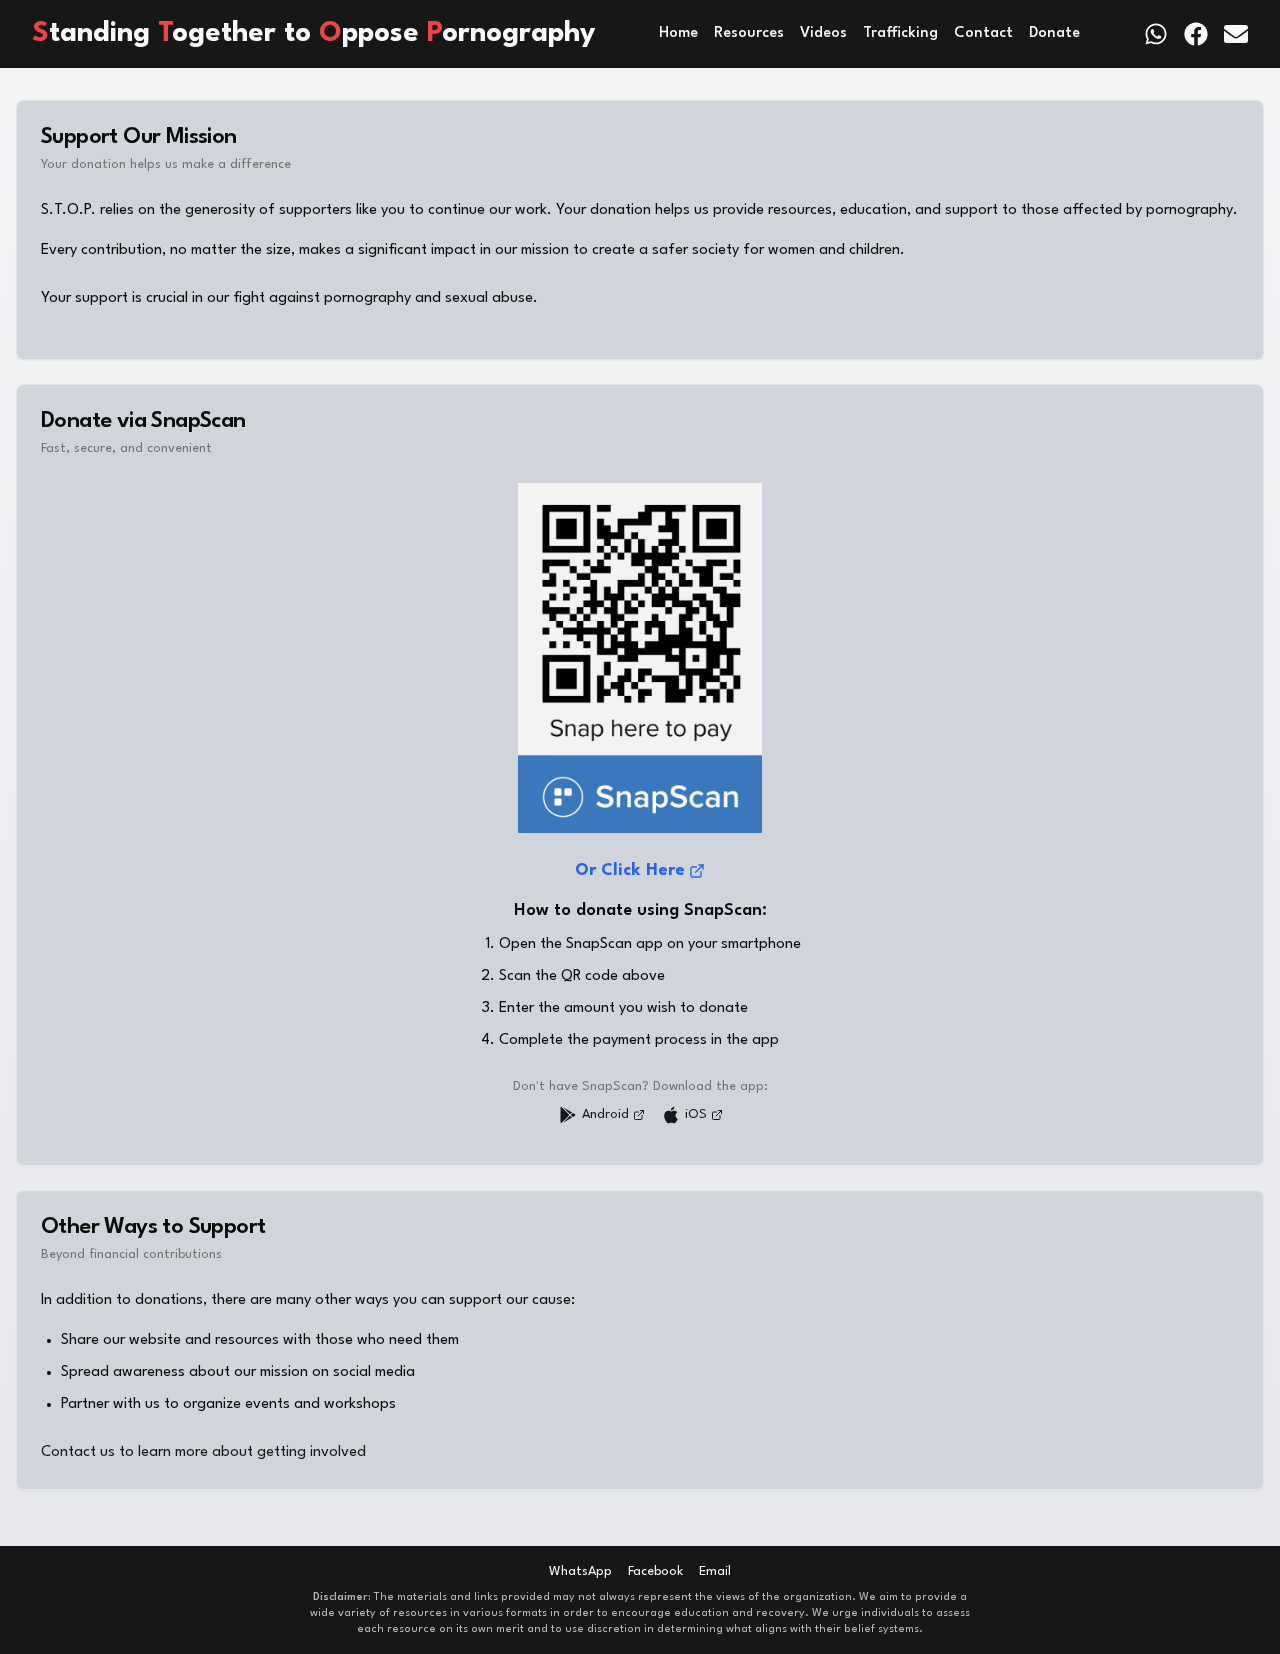 Standing Together to Oppose Pornography
Home Resources Videos Trafficking Contact Donate
Support Our Mission
Your donation helps us make a difference
S.T.O.P. relies on the generosity of supporters like you to continue our work. Your donation helps us provide resources, education, and support to those affected by pornography.
Every contribution, no matter the size, makes a significant impact in our mission to create a safer society for women and children.
Your support is crucial in our fight against pornography and sexual abuse.
Donate via SnapScan
Fast, secure, and convenient
Snap here to pay
SnapScan
Or Click Here
How to donate using SnapScan:
1. Open the SnapScan app on your smartphone
2. Scan the QR code above
3. Enter the amount you wish to donate
4. Complete the payment process in the app
Don't have SnapScan? Download the app:
Android iOS
Other Ways to Support
Beyond financial contributions
In addition to donations, there are many other ways you can support our cause:
• Share our website and resources with those who need them
• Spread awareness about our mission on social media
• Partner with us to organize events and workshops
Contact us to learn more about getting involved
WhatsApp Facebook Email
Disclaimer: The materials and links provided may not always represent the views of the organization. We aim to provide a
wide variety of resources in various formats in order to encourage education and recovery. We urge individuals to assess
each resource on its own merit and to use discretion in determining what aligns with their belief systems.